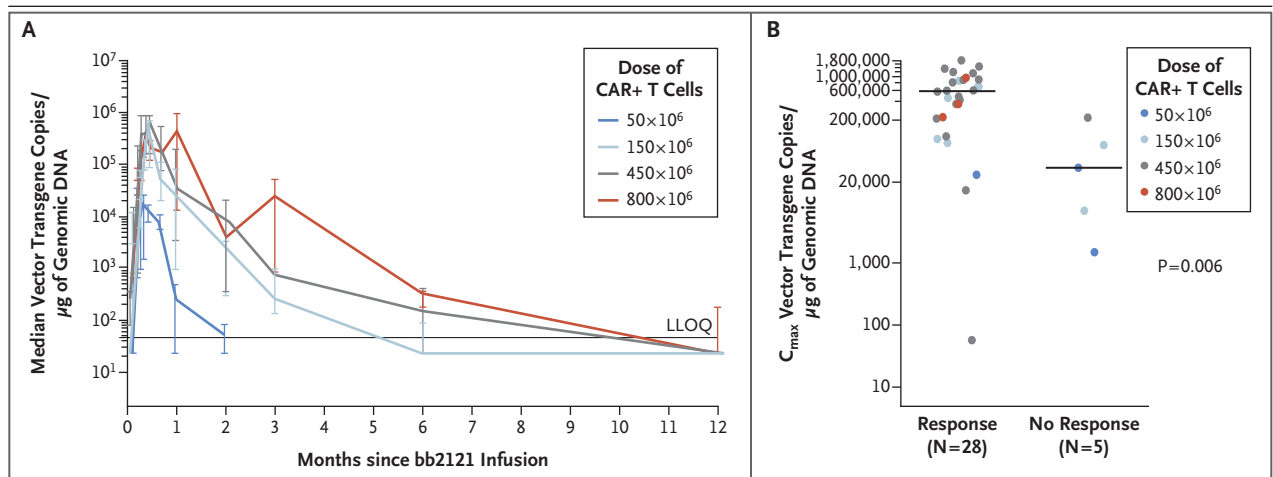 A
Median Vector Transgene Copies/
µg of Genomic DNA
10⁷
10⁶
10⁵
10⁴
10³
10²
10¹
0
1
2
3
4
5
6
7
8
9
10
11
12
Months since bb2121 Infusion
LLOQ
Dose of
CAR+ T Cells
50×10⁶
150×10⁶
450×10⁶
800×10⁶
B
Cmax Vector Transgene Copies/
µg of Genomic DNA
1,800,000
1,000,000
600,000
200,000
20,000
1,000
100
10
Response
(N=28)
No Response
(N=5)
Dose of
CAR+ T Cells
50×10⁶
150×10⁶
450×10⁶
800×10⁶
P=0.006